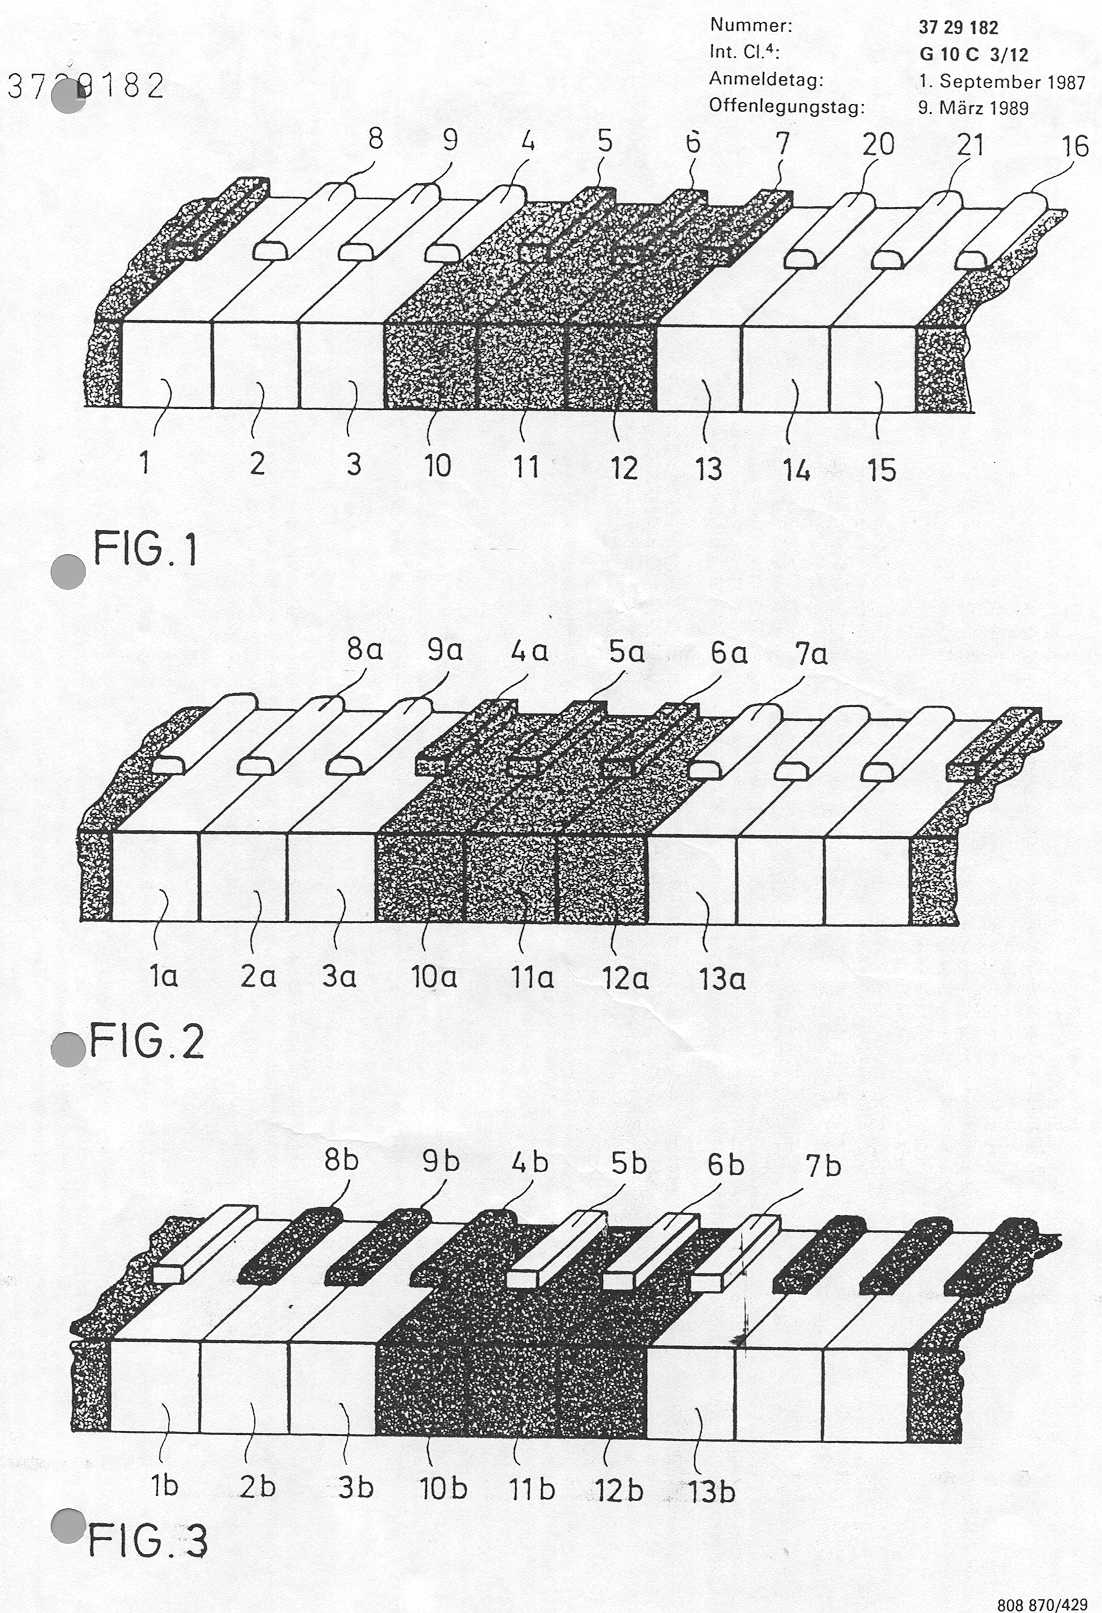 Nummer: 37 29 182
Int. Cl.⁴: G 10 C 3/12
Anmeldetag: 1. September 1987
Offenlegungstag: 9. März 1989
3729182
8 9 4 5 6 7 20 21 16
1 2 3 10 11 12 13 14 15
FIG.1
8a 9a 4a 5a 6a 7a
1a 2a 3a 10a 11a 12a 13a
FIG.2
8b 9b 4b 5b 6b 7b
1b 2b 3b 10b 11b 12b 13b
FIG.3
808 870/429